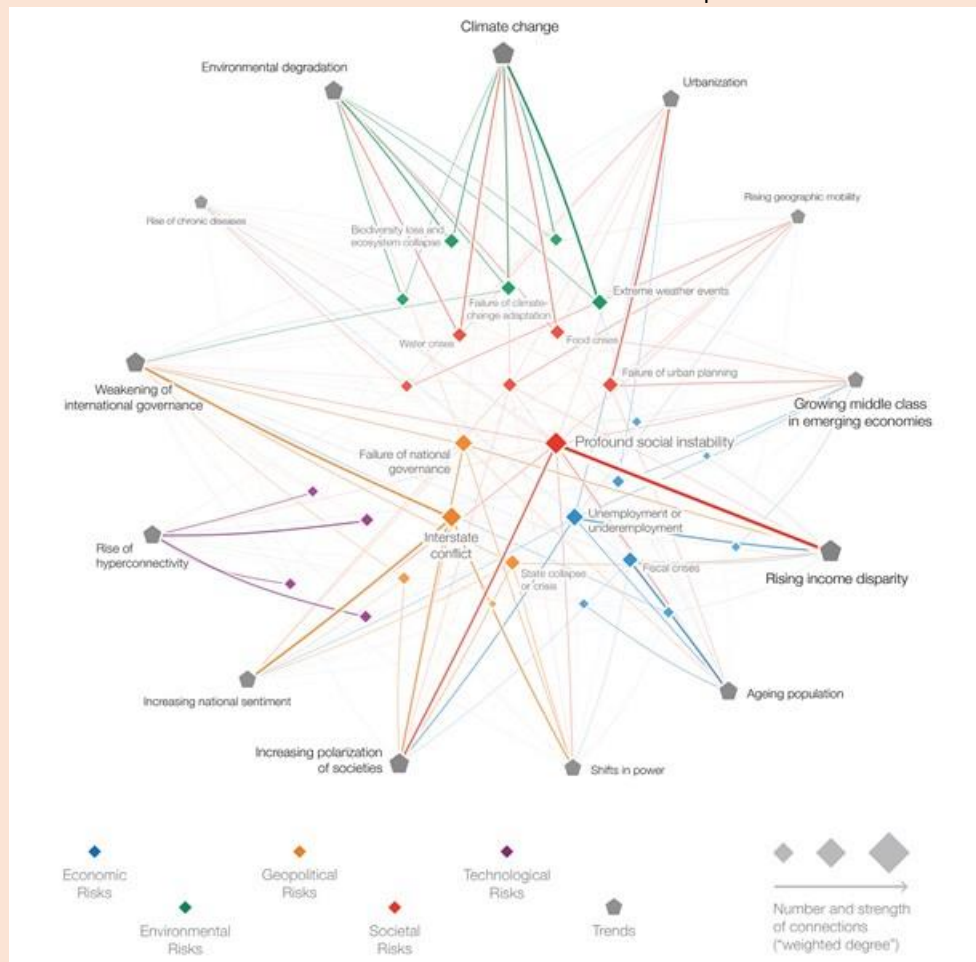 Climate change
Environmental degradation
Urbanization
Rising geographic mobility
Rise of chronic diseases
Biodiversity loss and
ecosystem collapse
Extreme weather events
Failure of climate-
change adaptation
Water crises
Food crises
Failure of urban planning
Weakening of
international governance
Growing middle class
in emerging economies
Profound social instability
Failure of national
governance
Unemployment or
underemployment
Interstate
conflict
Rise of
hyperconnectivity
State collapse
or crisis
Fiscal crises
Rising income disparity
Increasing national sentiment
Ageing population
Increasing polarization
of societies
Shifts in power
Economic
Risks
Geopolitical
Risks
Technological
Risks
Environmental
Risks
Societal
Risks
Trends
Number and strength
of connections
("weighted degree")